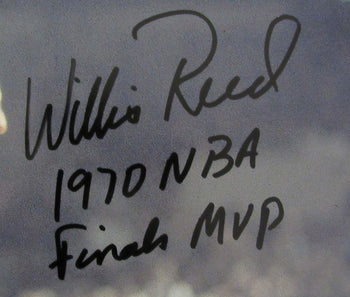 Willis Reed
1970 NBA
Finals MVP